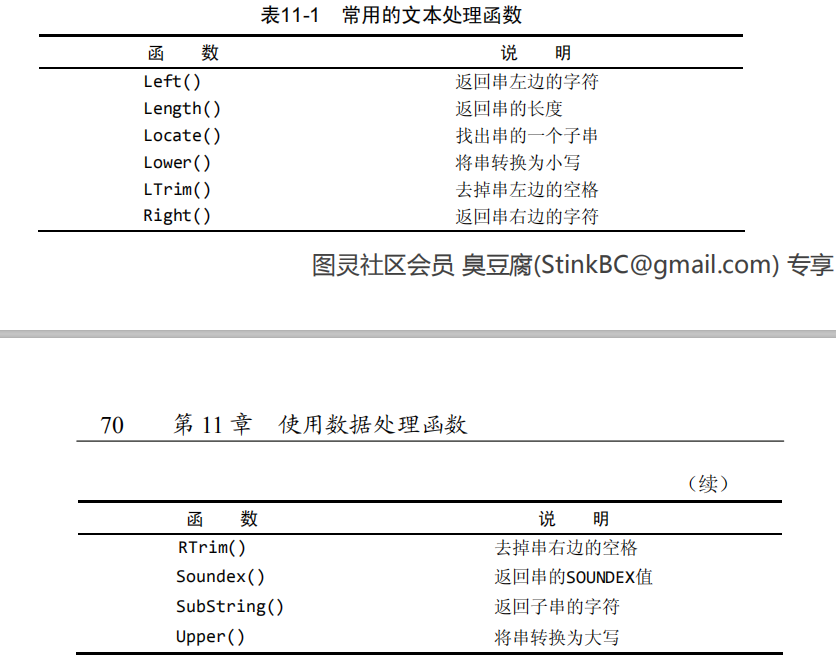 表11-1 常用的文本处理函数
函 数 说 明
Left() 返回串左边的字符
Length() 返回串的长度
Locate() 找出串的一个子串
Lower() 将串转换为小写
LTrim() 去掉串左边的空格
Right() 返回串右边的字符
图灵社区会员 臭豆腐(StinkBC@gmail.com) 专享
70 第 11 章 使用数据处理函数
（续）
函 数 说 明
RTrim() 去掉串右边的空格
Soundex() 返回串的SOUNDEX值
SubString() 返回子串的字符
Upper() 将串转换为大写